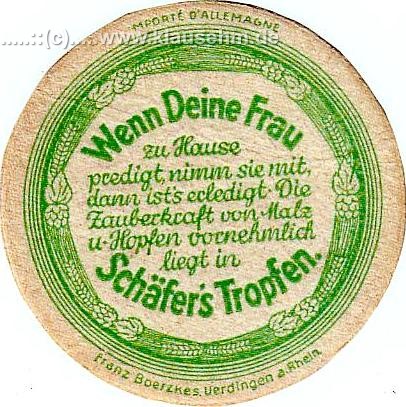 IMPORTÉ D'ALLEMAGNE
.....::(c).... www.klausehm.de ....
Wenn Deine Frau
zu Hause
predigt, nimm sie mit,
dann ist's erledigt. Die
Zauberkraft von Malz
u. Hopfen vornehmlich
liegt in
Schäfer's Tropfen.
Franz Boerzkes, Uerdingen a. Rhein